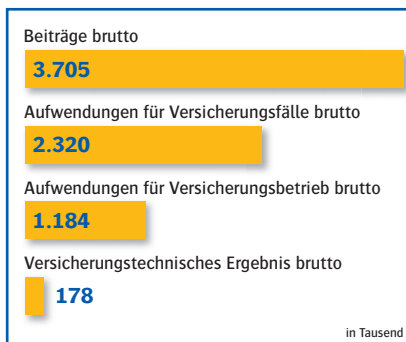 Beiträge brutto
3.705
Aufwendungen für Versicherungsfälle brutto
2.320
Aufwendungen für Versicherungsbetrieb brutto
1.184
Versicherungstechnisches Ergebnis brutto
178
in Tausend